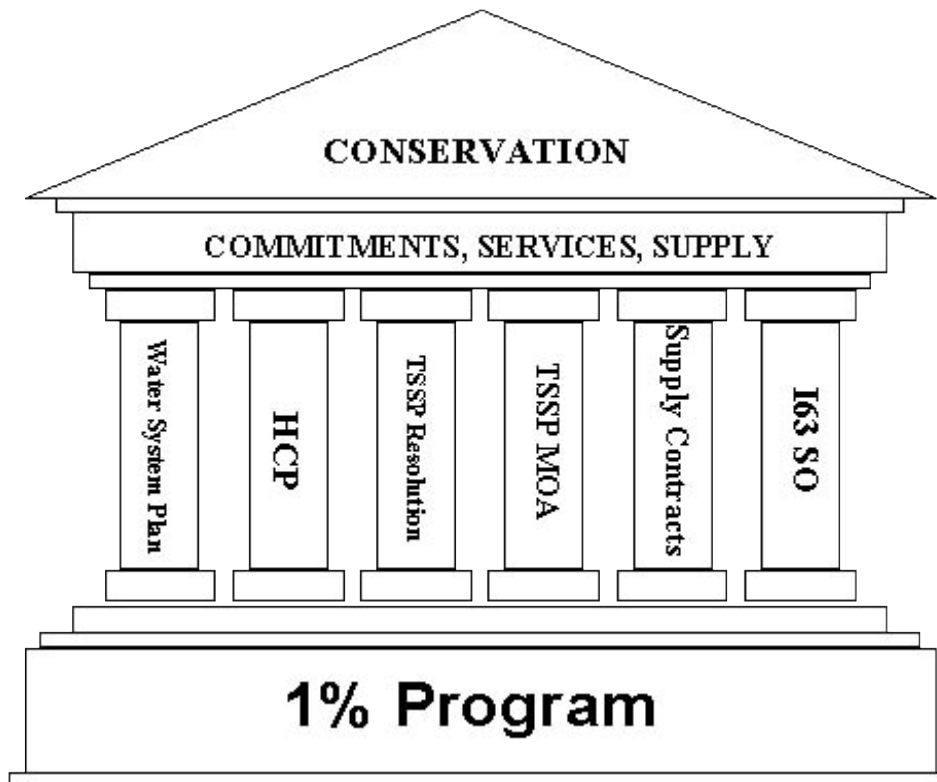 CONSERVATION
COMMITMENTS, SERVICES, SUPPLY
Water System Plan
HCP
TSSP Resolution
TSSP MOA
Supply Contracts
I63 SO
1% Program